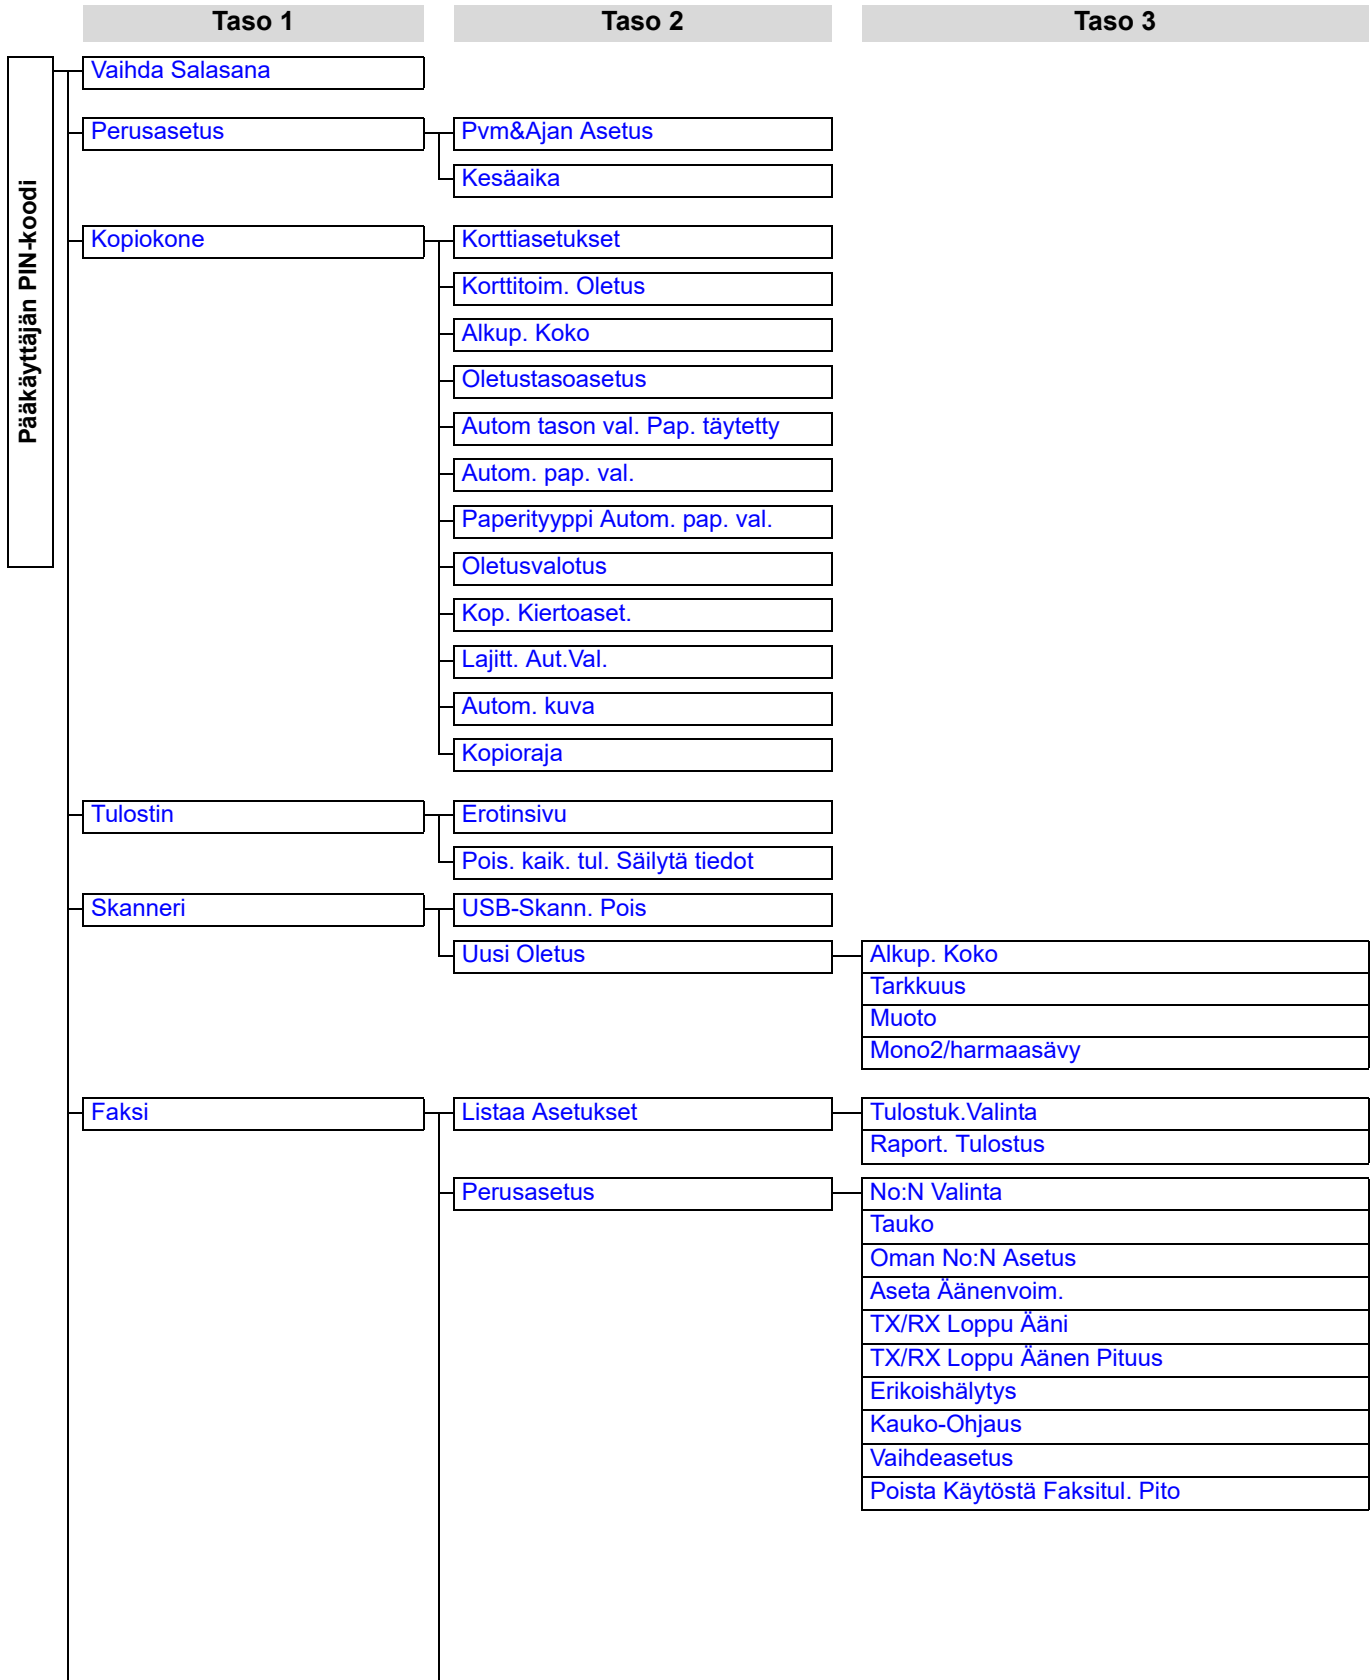 Taso 1
Taso 2
Taso 3
Pääkäyttäjän PIN-koodi
Vaihda Salasana
Perusasetus
Pvm&Ajan Asetus
Kesäaika
Kopiokone
Korttiasetukset
Korttitoim. Oletus
Alkup. Koko
Oletustasoasetus
Autom tason val. Pap. täytetty
Autom. pap. val.
Paperityyppi Autom. pap. val.
Oletusvalotus
Kop. Kiertoaset.
Lajitt. Aut.Val.
Autom. kuva
Kopioraja
Tulostin
Erotinsivu
Pois. kaik. tul. Säilytä tiedot
Skanneri
USB-Skann. Pois
Uusi Oletus
Alkup. Koko
Tarkkuus
Muoto
Mono2/harmaasävy
Faksi
Listaa Asetukset
Tulostuk.Valinta
Raport. Tulostus
Perusasetus
No:N Valinta
Tauko
Oman No:N Asetus
Aseta Äänenvoim.
TX/RX Loppu Ääni
TX/RX Loppu Äänen Pituus
Erikoishälytys
Kauko-Ohjaus
Vaihdeasetus
Poista Käytöstä Faksitul. Pito